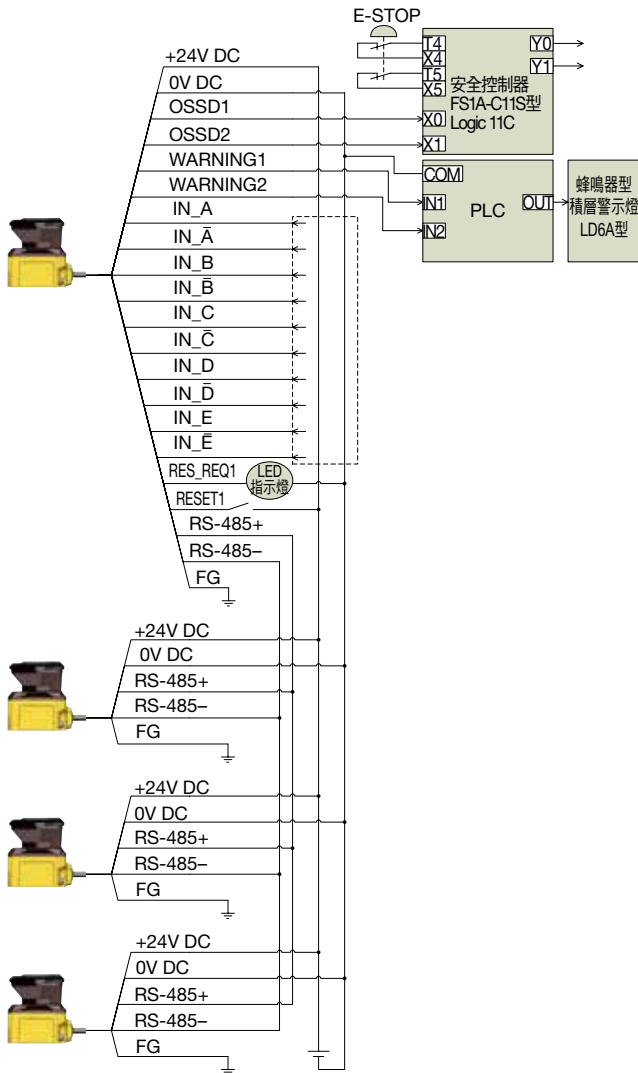 E-STOP
T4
X4
T5
X5
X0
X1
Y0
Y1
安全控制器
FS1A-C11S型
Logic 11C
COM
IN1
IN2
PLC
OUT
蜂鳴器型
積層警示燈
LD6A型
+24V DC
0V DC
OSSD1
OSSD2
WARNING1
WARNING2
IN_A
IN_A̅
IN_B
IN_B̅
IN_C
IN_C̅
IN_D
IN_D̅
IN_E
IN_E̅
RES_REQ1
LED
指示燈
RESET1
RS-485+
RS-485–
FG
+24V DC
0V DC
RS-485+
RS-485–
FG
+24V DC
0V DC
RS-485+
RS-485–
FG
+24V DC
0V DC
RS-485+
RS-485–
FG